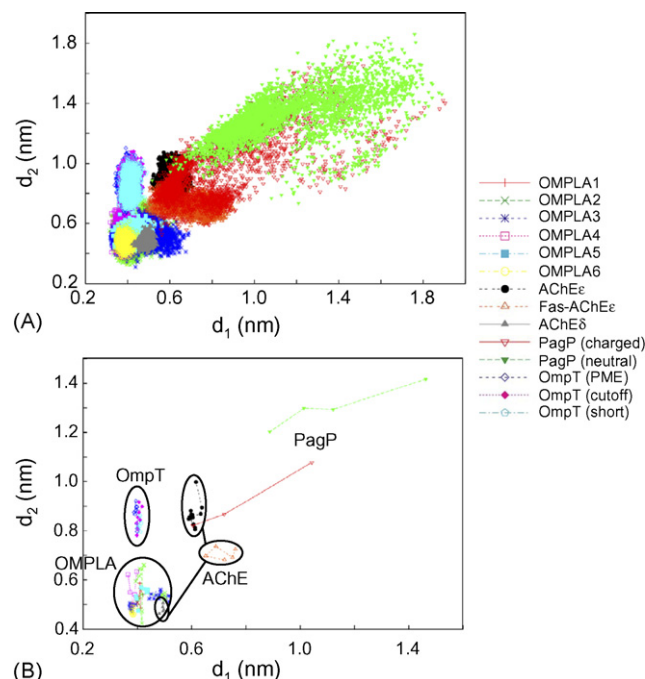 (A)
d2 (nm)
1.8
1.4
1.0
0.6
0.2
0.2 0.6 1.0 1.4 1.8
d1 (nm)
OMPLA1
OMPLA2
OMPLA3
OMPLA4
OMPLA5
OMPLA6
AChEε
Fas-AChEε
AChEδ
PagP (charged)
PagP (neutral)
OmpT (PME)
OmpT (cutoff)
OmpT (short)
(B)
d2 (nm)
1.4
1.2
1.0
0.8
0.6
0.4
PagP
OmpT
OMPLA
AChE
0.2 0.6 1.0 1.4
d1 (nm)